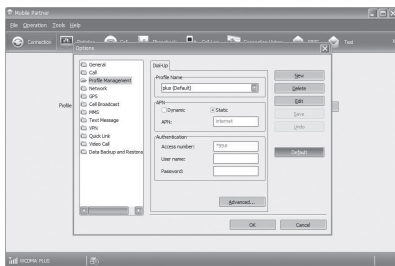 Mobile Partner
File Operation Tools Help
Connection
Text
Options
General
Call
Profile Management
Network
GPS
Cell Broadcast
MMS
Text Message
VPN
Quick Link
Video Call
Data Backup and Restora
Profile
Dial-Up
Profile Name
plus (Default)
APN
Dynamic Static
APN: internet
Authentication
Access number: *99#
User name:
Password:
Advanced...
New
Delete
Edit
Save
Undo
Default
OK Cancel
WCDMA PLUS